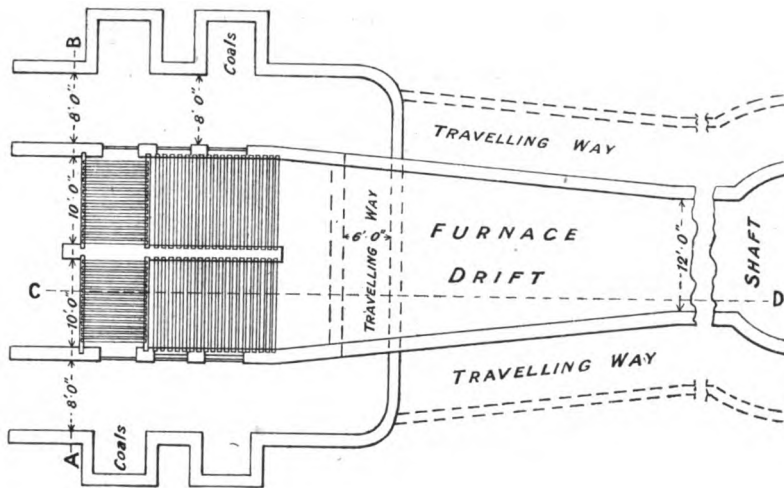 B
Coals
8' 0"
8' 0"
TRAVELLING WAY
10' 0"
TRAVELLING WAY
6' 0"
FURNACE
DRIFT
12' 0"
SHAFT
C
D
10' 0"
TRAVELLING WAY
8' 0"
Coals
A